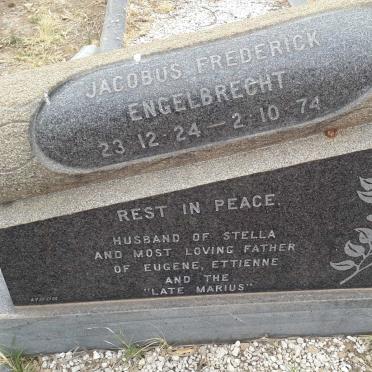 JACOBUS FREDERICK
ENGELBRECHT
23·12·24 — 2·10·74
REST IN PEACE.
HUSBAND OF STELLA
AND MOST LOVING FATHER
OF EUGENE, ETTIENNE
AND THE
"LATE MARIUS"